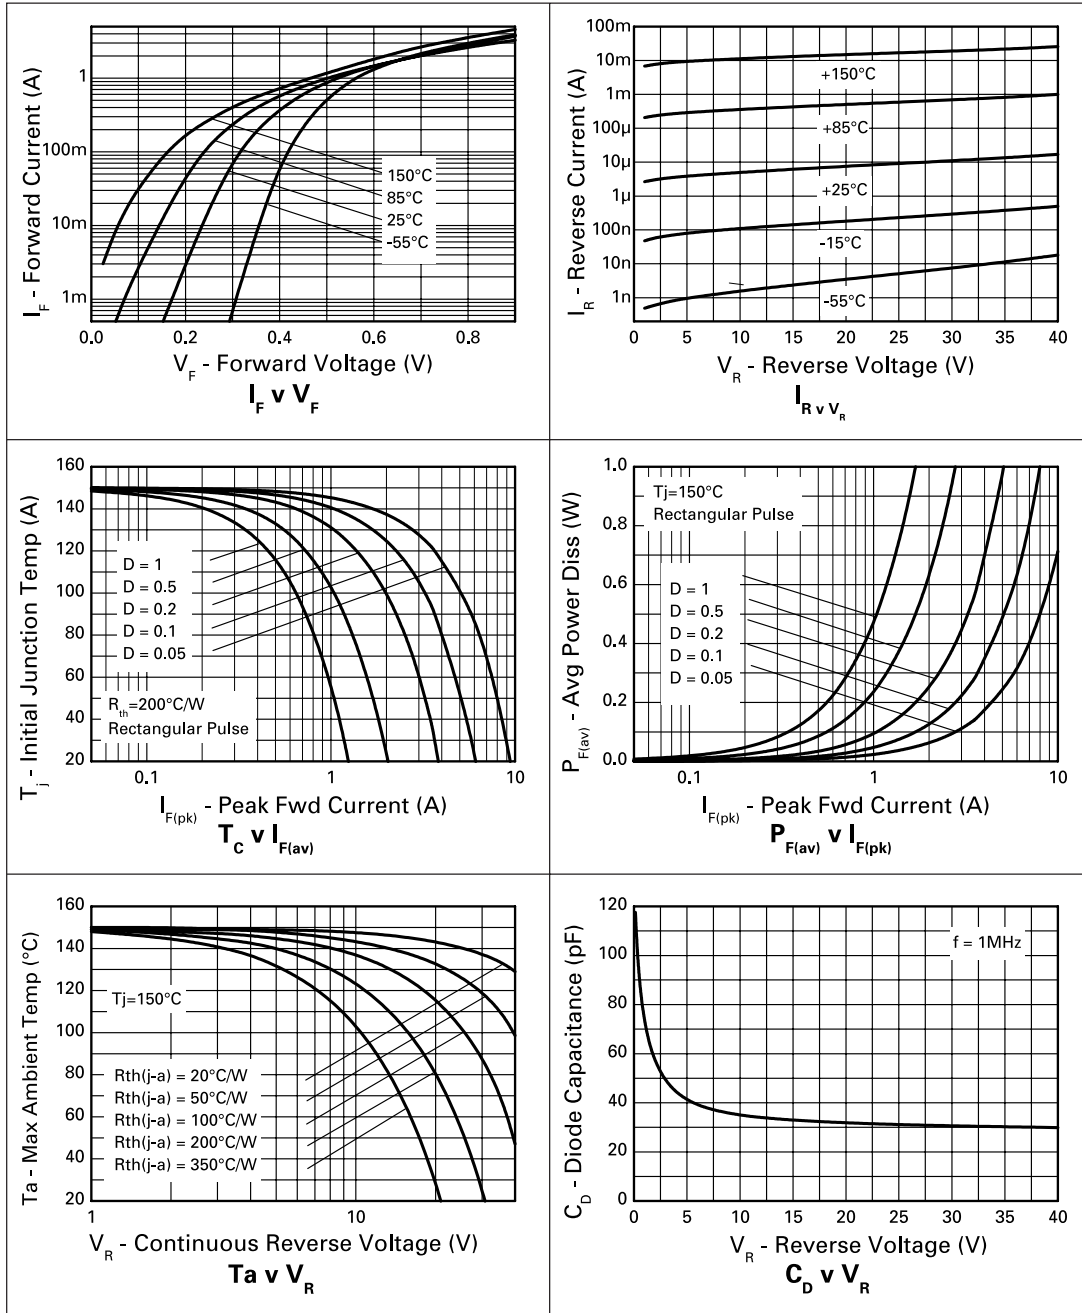 I_F - Forward Current (A)
1
100m
10m
1m
150°C
85°C
25°C
-55°C
0.0 0.2 0.4 0.6 0.8
V_F - Forward Voltage (V)
I_F v V_F
I_R - Reverse Current (A)
100m
10m
1m
100µ
10µ
1µ
100n
10n
1n
+150°C
+85°C
+25°C
-15°C
-55°C
0 5 10 15 20 25 30 35 40
V_R - Reverse Voltage (V)
I_R v V_R
T_j - Initial Junction Temp (A)
160
140
120
100
80
60
40
20
D = 1
D = 0.5
D = 0.2
D = 0.1
D = 0.05
R_th=200°C/W
Rectangular Pulse
0.1 1 10
I_F(pk) - Peak Fwd Current (A)
T_C v I_F(av)
P_F(av) - Avg Power Diss (W)
1.0
0.8
0.6
0.4
0.2
0.0
Tj=150°C
Rectangular Pulse
D = 1
D = 0.5
D = 0.2
D = 0.1
D = 0.05
0.1 1 10
I_F(pk) - Peak Fwd Current (A)
P_F(av) v I_F(pk)
Ta - Max Ambient Temp (°C)
160
140
120
100
80
60
40
20
Tj=150°C
Rth(j-a) = 20°C/W
Rth(j-a) = 50°C/W
Rth(j-a) = 100°C/W
Rth(j-a) = 200°C/W
Rth(j-a) = 350°C/W
1 10
V_R - Continuous Reverse Voltage (V)
Ta v V_R
C_D - Diode Capacitance (pF)
120
100
80
60
40
20
0
f = 1MHz
0 5 10 15 20 25 30 35 40
V_R - Reverse Voltage (V)
C_D v V_R